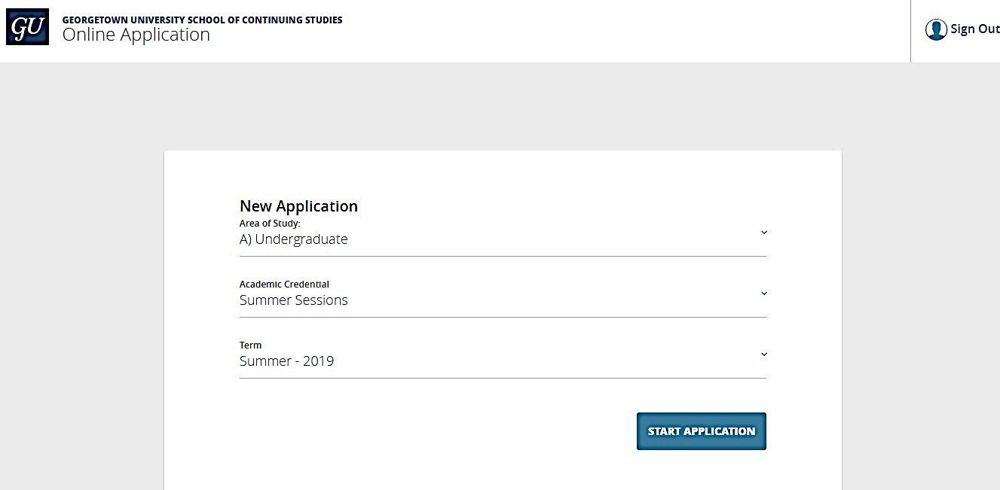 GU
GEORGETOWN UNIVERSITY SCHOOL OF CONTINUING STUDIES
Online Application
Sign Out
New Application
Area of Study:
A) Undergraduate
Academic Credential
Summer Sessions
Term
Summer - 2019
START APPLICATION